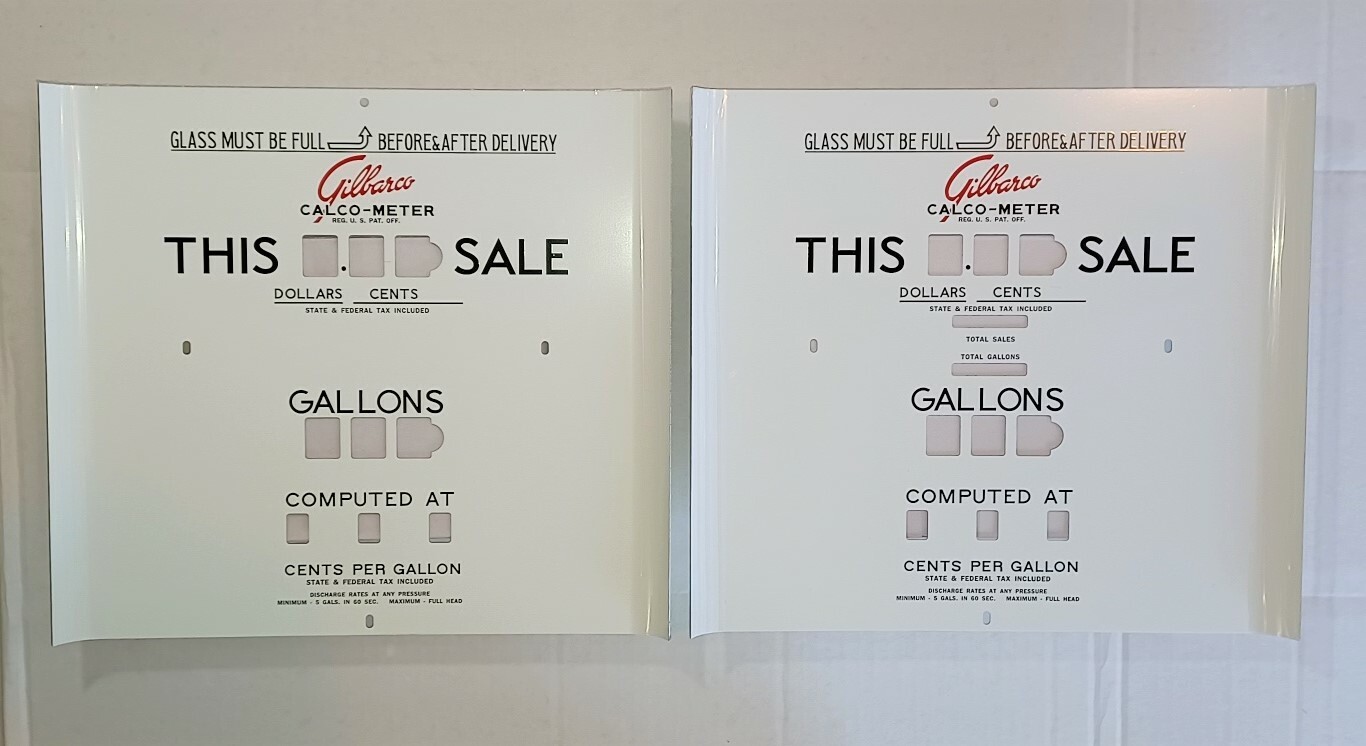 GLASS MUST BE FULL BEFORE&AFTER DELIVERY
Gilbarco
CALCO-METER
REG. U. S. PAT. OFF.
THIS . SALE
DOLLARS CENTS
STATE & FEDERAL TAX INCLUDED
GALLONS
COMPUTED AT
CENTS PER GALLON
STATE & FEDERAL TAX INCLUDED
DISCHARGE RATES AT ANY PRESSURE
MINIMUM - 5 GALS. IN 60 SEC. MAXIMUM - FULL HEAD
GLASS MUST BE FULL BEFORE&AFTER DELIVERY
Gilbarco
CALCO-METER
REG. U. S. PAT. OFF.
THIS . SALE
DOLLARS CENTS
STATE & FEDERAL TAX INCLUDED
TOTAL SALES
TOTAL GALLONS
GALLONS
COMPUTED AT
CENTS PER GALLON
STATE & FEDERAL TAX INCLUDED
DISCHARGE RATES AT ANY PRESSURE
MINIMUM - 5 GALS. IN 60 SEC. MAXIMUM - FULL HEAD